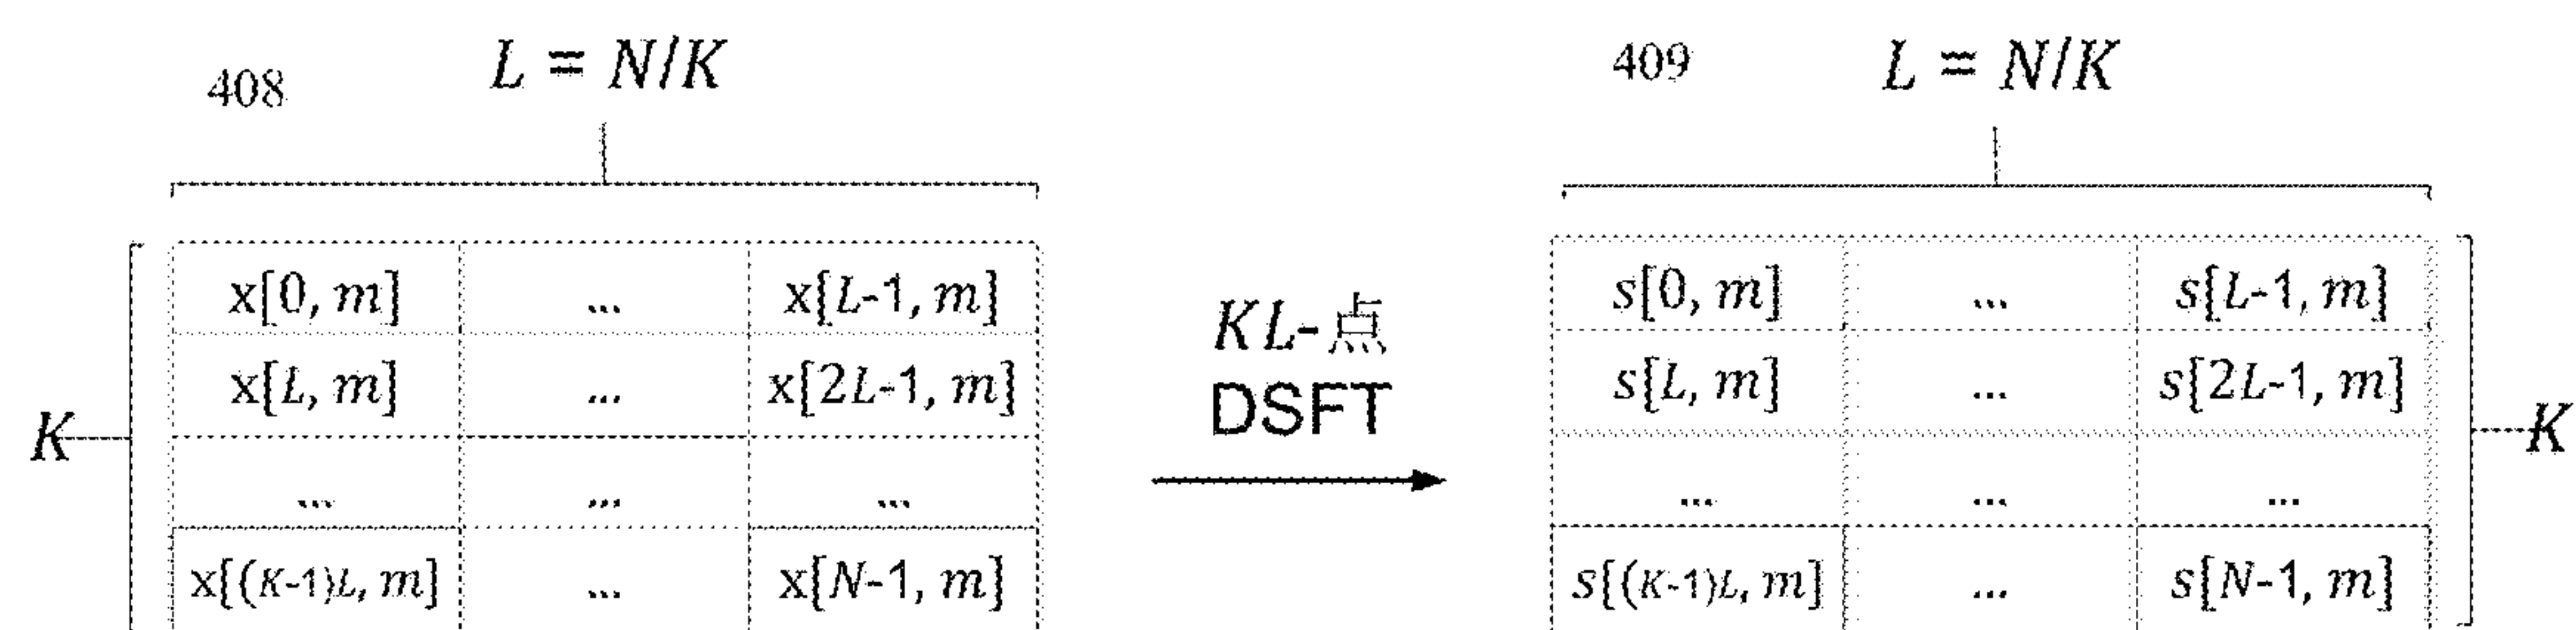 408 L = N/K 409 L = N/K
x[0, m] ... x[L-1, m] s[0, m] ... s[L-1, m]
KL-点
x[L, m] ... x[2L-1, m] s[L, m] ... s[2L-1, m]
DSFT
K K
... ... ... ... ... ...
x[(K-1)L, m] ... x[N-1, m] s[(K-1)L, m] ... s[N-1, m]